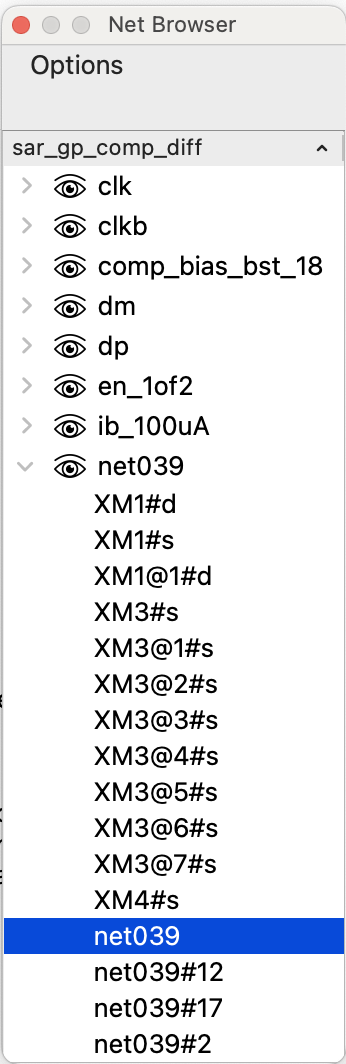 Net Browser
Options
sar_gp_comp_diff
clk
clkb
comp_bias_bst_18
dm
dp
en_1of2
ib_100uA
net039
XM1#d
XM1#s
XM1@1#d
XM3#s
XM3@1#s
XM3@2#s
XM3@3#s
XM3@4#s
XM3@5#s
XM3@6#s
XM3@7#s
XM4#s
net039
net039#12
net039#17
net039#2